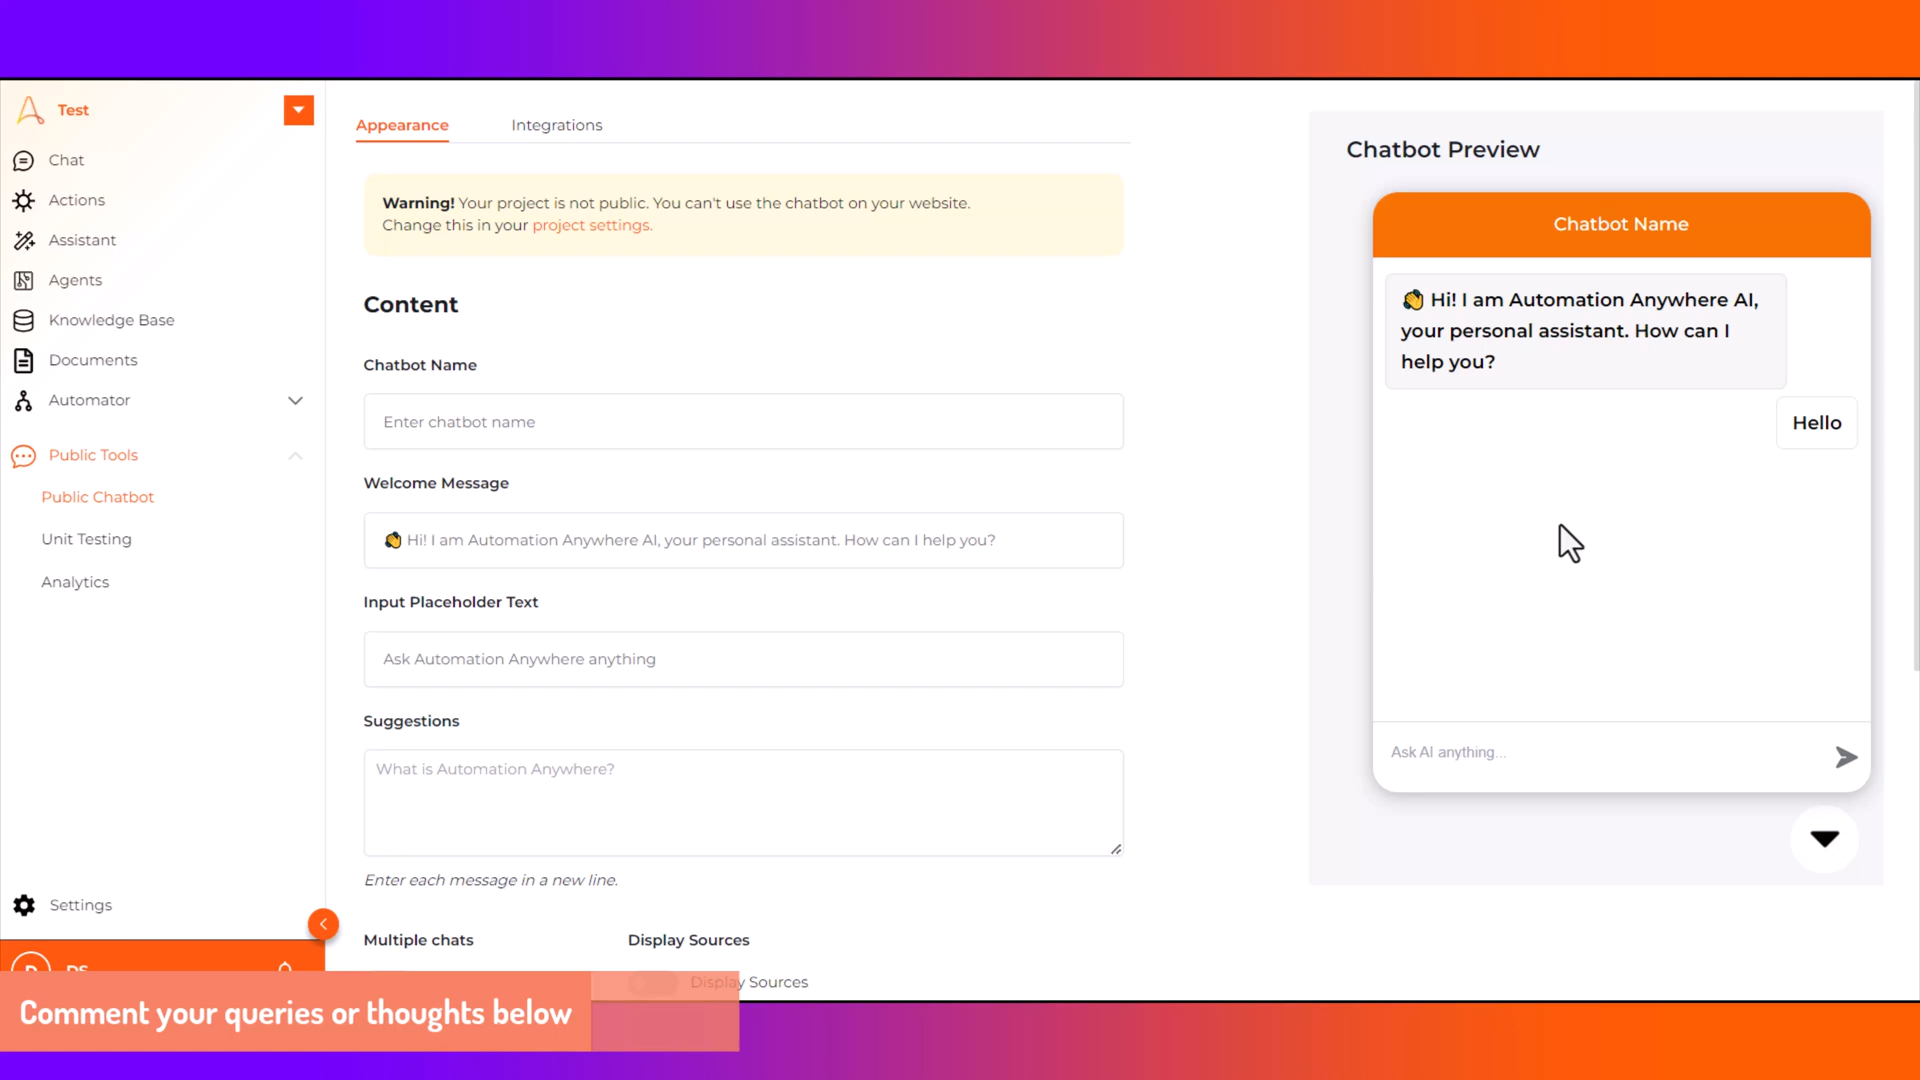 Test
Chat
Actions
Assistant
Agents
Knowledge Base
Documents
Automator
Public Tools
Public Chatbot
Unit Testing
Analytics
Settings
Appearance
Integrations
Warning! Your project is not public. You can't use the chatbot on your website.
Change this in your project settings.
Content
Chatbot Name
Enter chatbot name
Welcome Message
👋 Hi! I am Automation Anywhere AI, your personal assistant. How can I help you?
Input Placeholder Text
Ask Automation Anywhere anything
Suggestions
What is Automation Anywhere?
Enter each message in a new line.
Multiple chats
Display Sources
Display Sources
Chatbot Preview
Chatbot Name
👋 Hi! I am Automation Anywhere AI,
your personal assistant. How can I
help you?
Hello
Ask AI anything...
Comment your queries or thoughts below